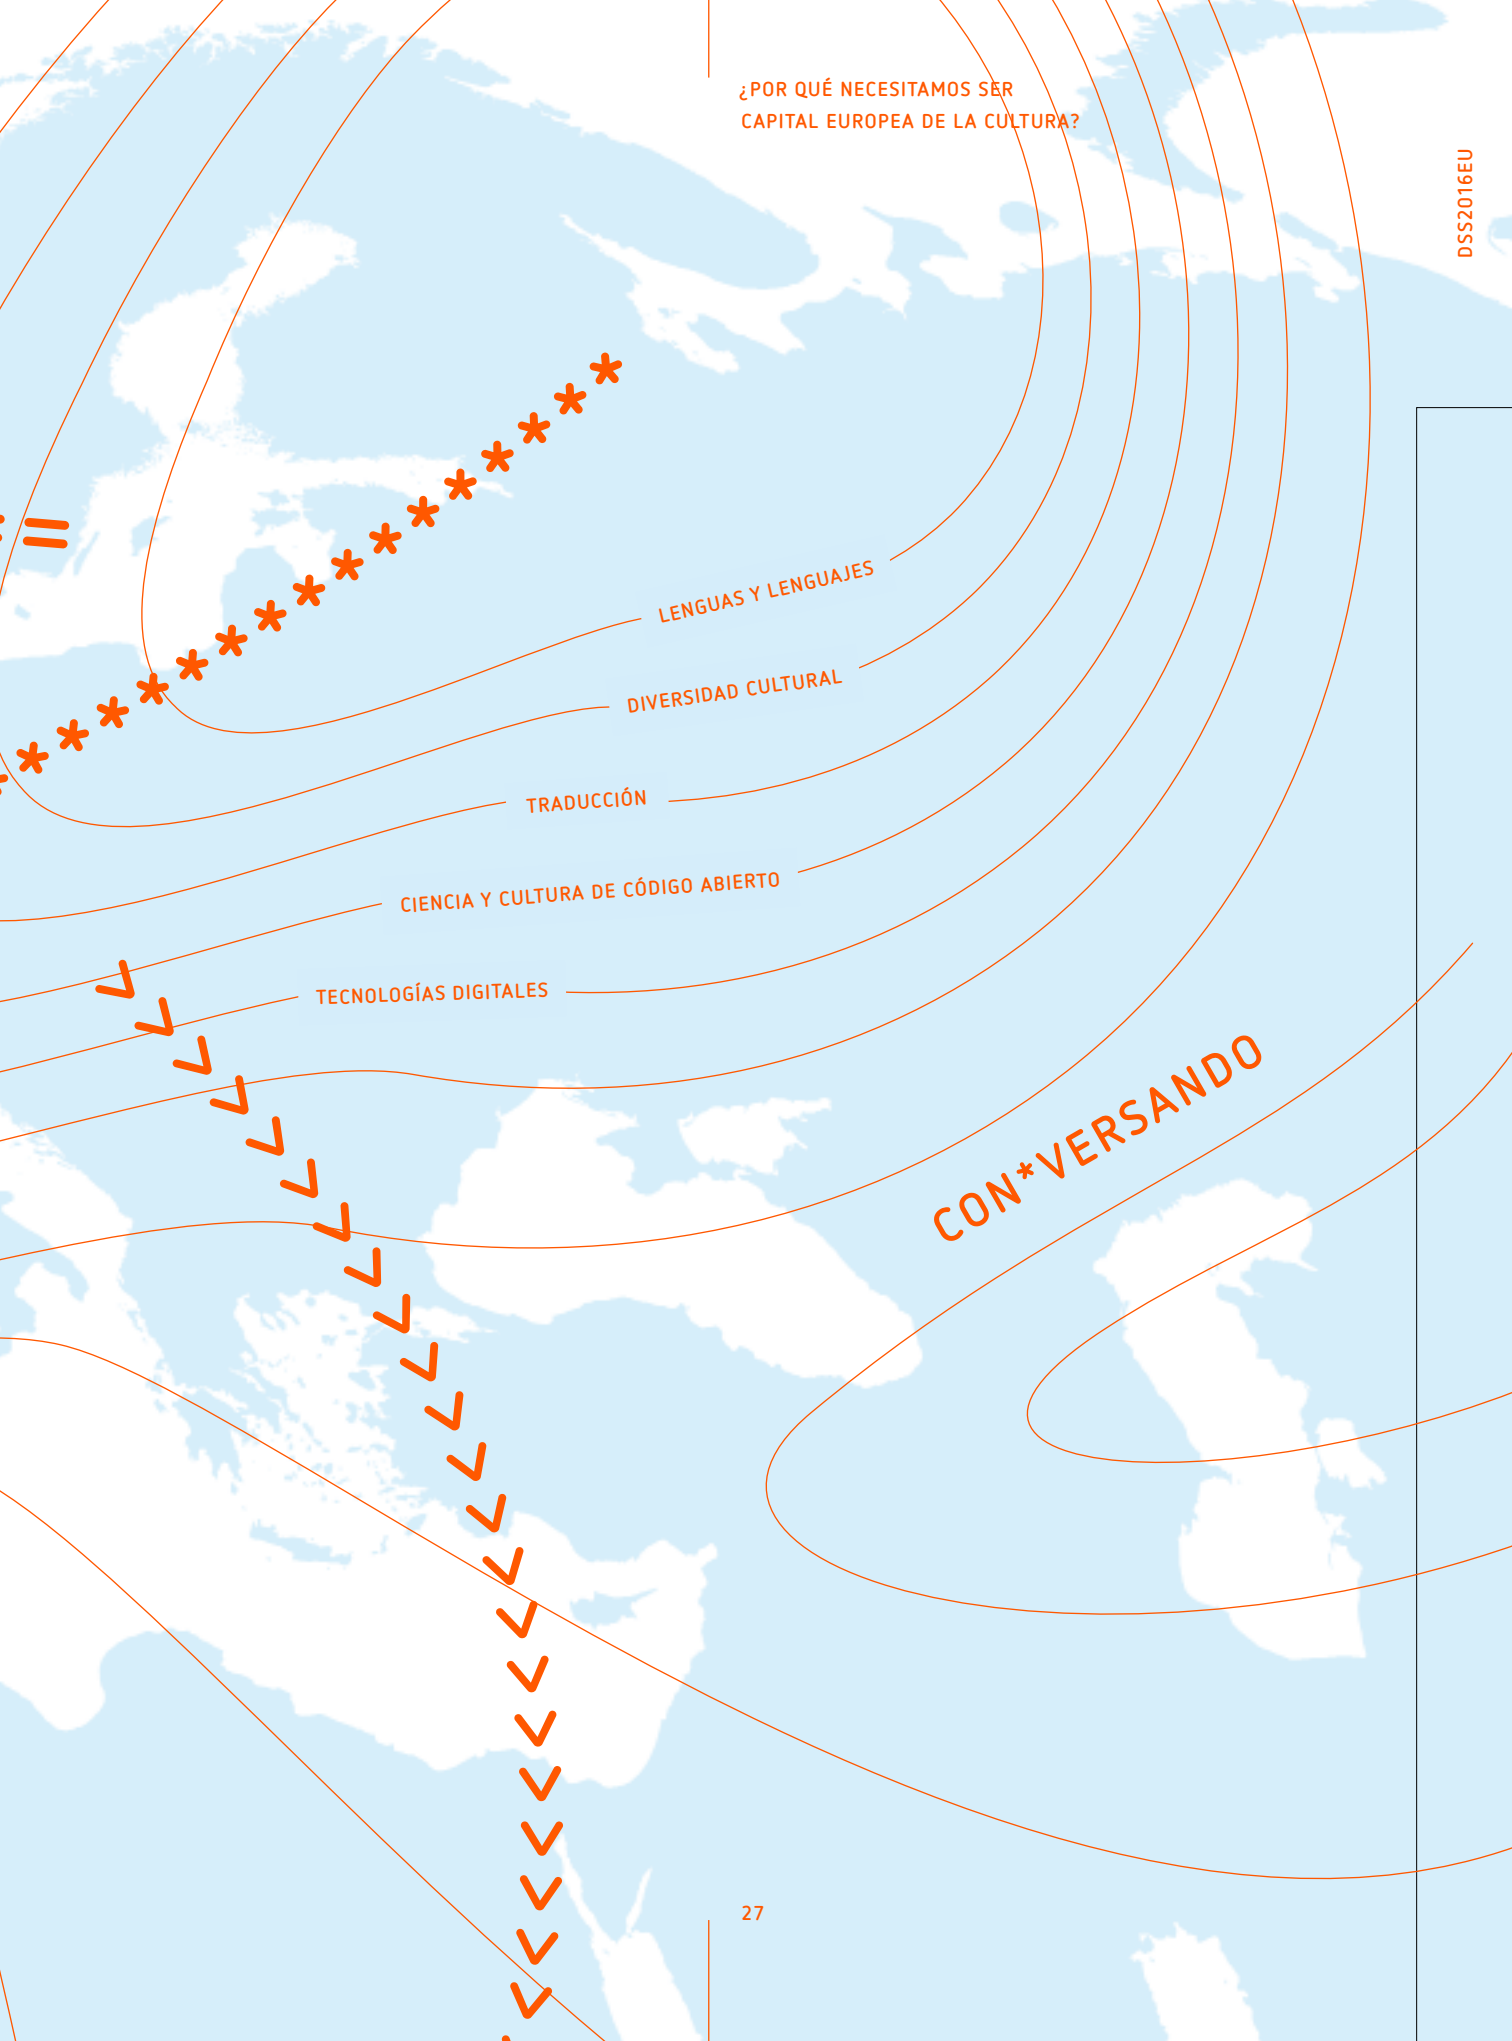 ¿POR QUÉ NECESITAMOS SER
CAPITAL EUROPEA DE LA CULTURA?
DSS2016EU
LENGUAS Y LENGUAJES
DIVERSIDAD CULTURAL
TRADUCCIÓN
CIENCIA Y CULTURA DE CÓDIGO ABIERTO
TECNOLOGÍAS DIGITALES
CON*VERSANDO
27